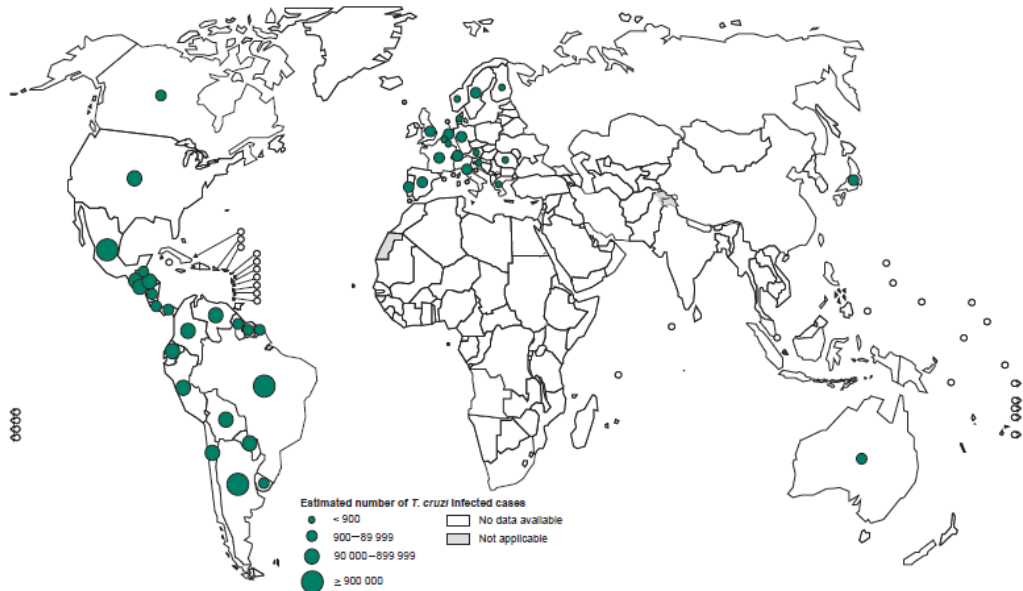 Estimated number of T. cruzi infected cases
< 900
900–89 999
90 000–899 999
≥ 900 000
No data available
Not applicable